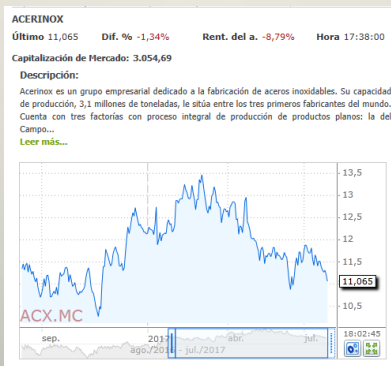 ACERINOX
Último 11,065 Dif. % -1,34% Rent. del a. -8,79% Hora 17:38:00
Capitalización de Mercado: 3.054,69
Descripción:
Acerinox es un grupo empresarial dedicado a la fabricación de aceros inoxidables. Su capacidad
de producción, 3,1 millones de toneladas, le sitúa entre los tres primeros fabricantes del mundo.
Cuenta con tres factorías con proceso integral de producción de productos planos: la del
Campo...
Leer más...
13,5
13
12,5
12
11,5
11,065
10,5
ACX.MC
sep. 2017 abr. jul.
ago./2016 - jul./2017
18:02:45